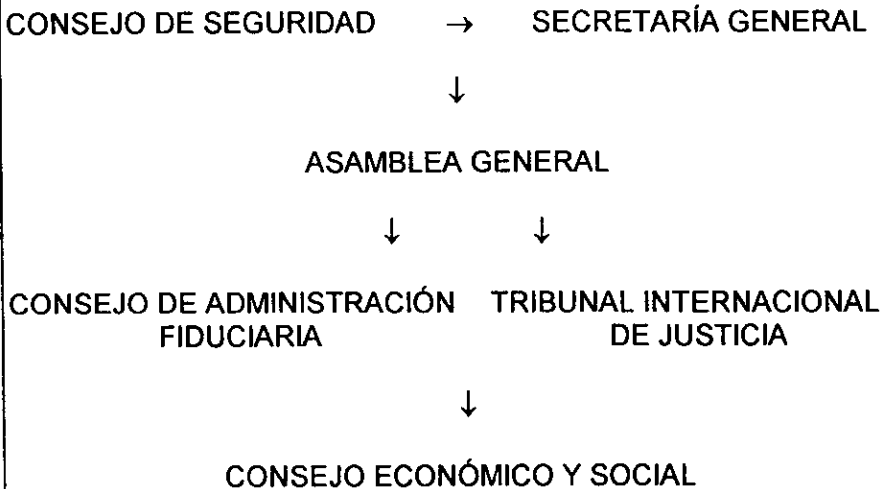 CONSEJO DE SEGURIDAD → SECRETARÍA GENERAL
↓
ASAMBLEA GENERAL
↓ ↓
CONSEJO DE ADMINISTRACIÓN FIDUCIARIA TRIBUNAL INTERNACIONAL DE JUSTICIA
↓
CONSEJO ECONÓMICO Y SOCIAL